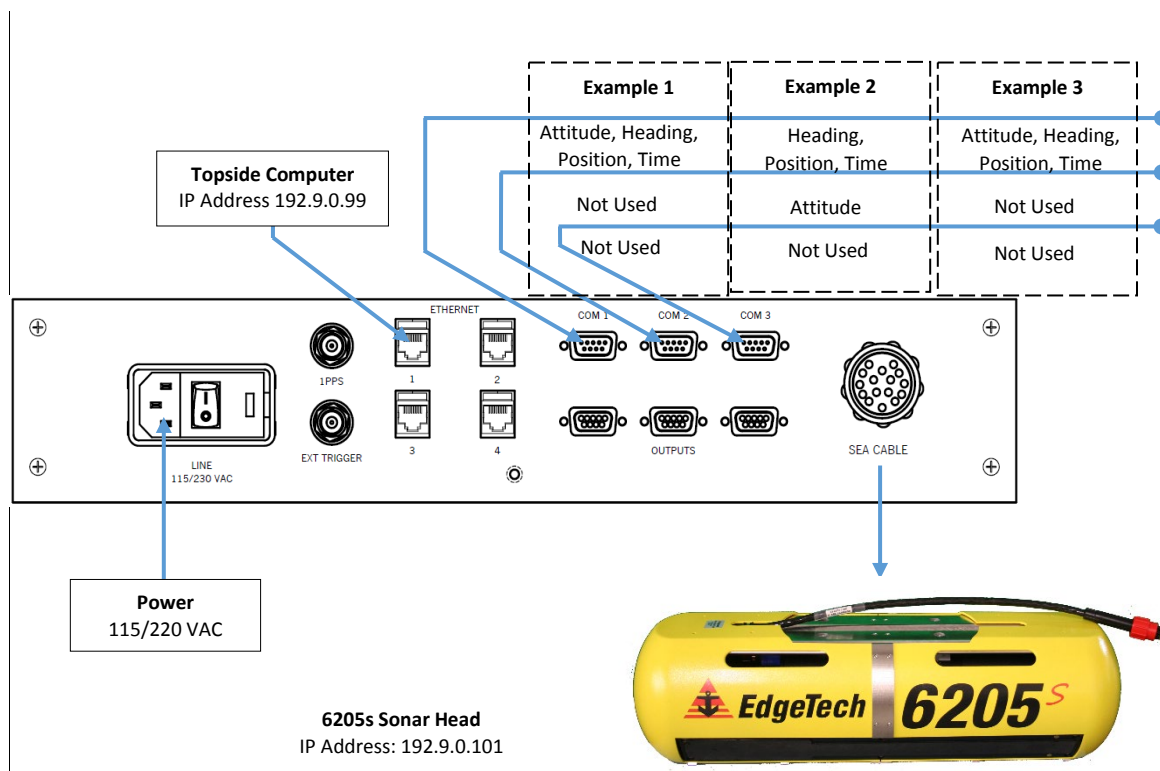 Example 1
Example 2
Example 3
Attitude, Heading,
Position, Time
Heading,
Position, Time
Attitude, Heading,
Position, Time
Not Used
Attitude
Not Used
Not Used
Not Used
Not Used
Topside Computer
IP Address 192.9.0.99
ETHERNET
COM 1
COM 2
COM 3
1PPS
1
2
EXT TRIGGER
3
4
OUTPUTS
SEA CABLE
LINE
115/230 VAC
Power
115/220 VAC
6205s Sonar Head
IP Address: 192.9.0.101
EdgeTech 6205s